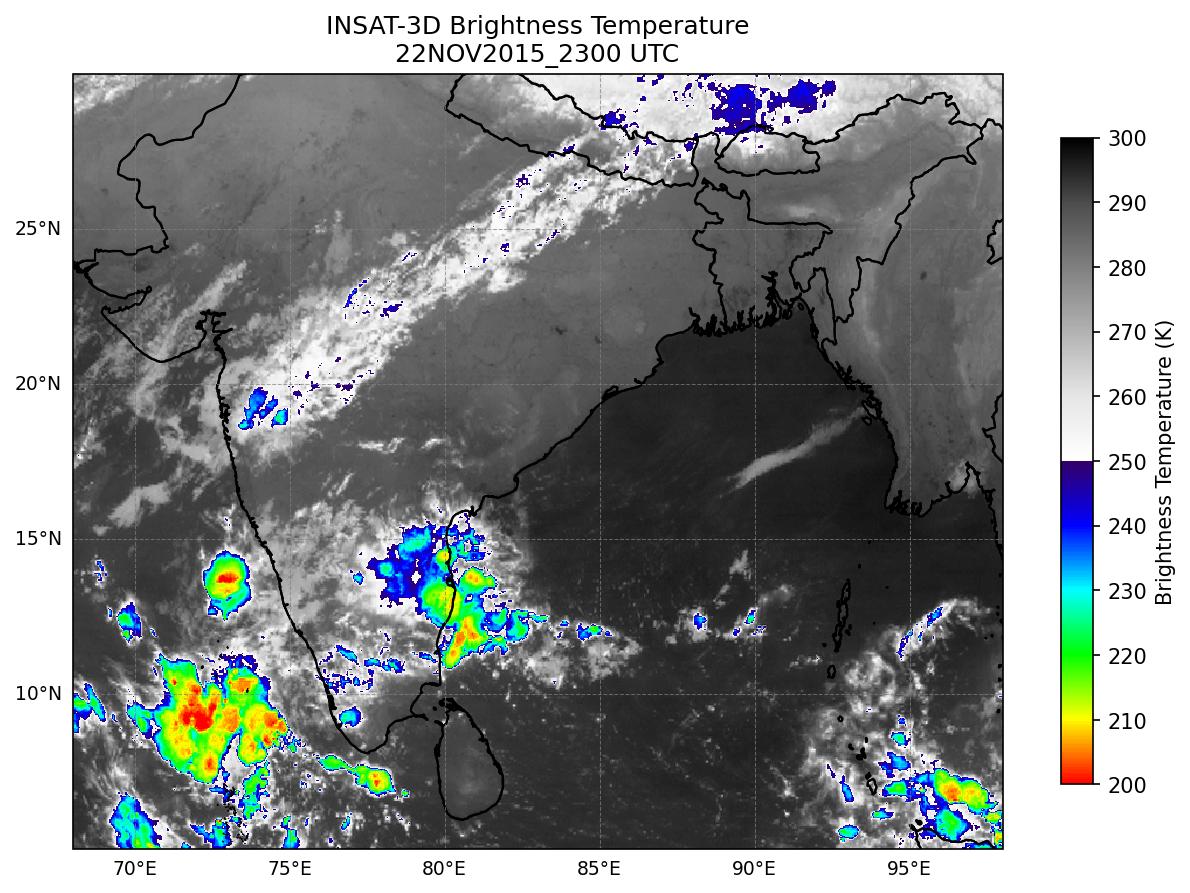 INSAT-3D Brightness Temperature
22NOV2015_2300 UTC
25°N
20°N
15°N
10°N
70°E
75°E
80°E
85°E
90°E
95°E
300
290
280
270
260
250
240
230
220
210
200
Brightness Temperature (K)